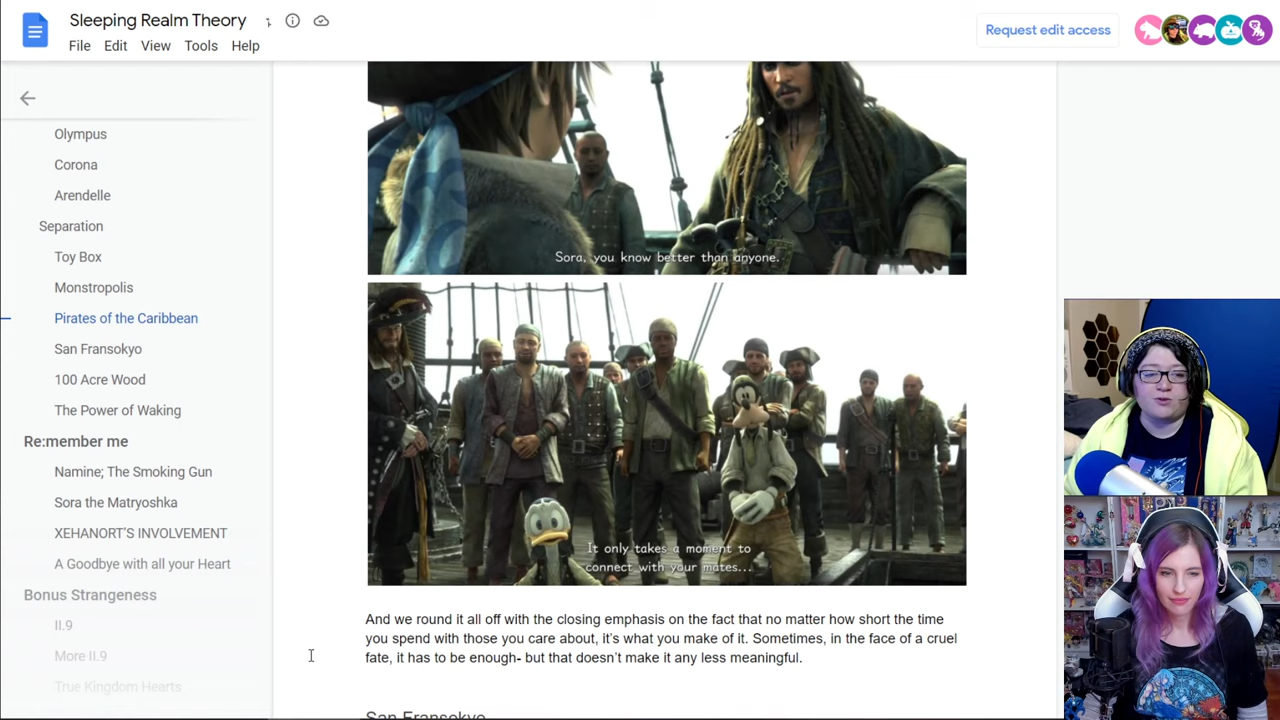 Sleeping Realm Theory
File Edit View Tools Help
Request edit access
Olympus
Corona
Arendelle
Separation
Toy Box
Monstropolis
Pirates of the Caribbean
San Fransokyo
100 Acre Wood
The Power of Waking
Re:member me
Namine; The Smoking Gun
Sora the Matryoshka
XEHANORT'S INVOLVEMENT
A Goodbye with all your Heart
Bonus Strangeness
II.9
More II.9
True Kingdom Hearts
Sora, you know better than anyone.
It only takes a moment to
connect with your mates...
And we round it all off with the closing emphasis on the fact that no matter how short the time
you spend with those you care about, it's what you make of it. Sometimes, in the face of a cruel
fate, it has to be enough- but that doesn't make it any less meaningful.
San Fransokyo